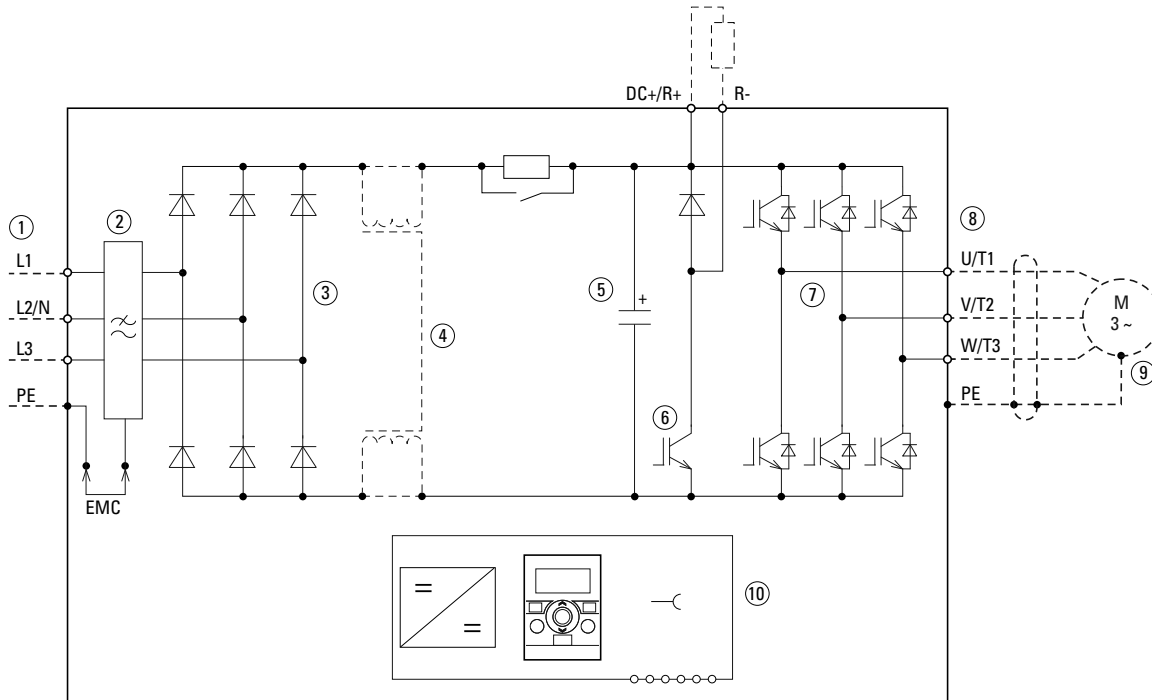 DC+/R+
R-
①
②
⑧
L1
U/T1
③
⑤
+
⑦
M
3 ~
L2/N
V/T2
④
L3
W/T3
⑨
PE
PE
⑥
EMC
⑩